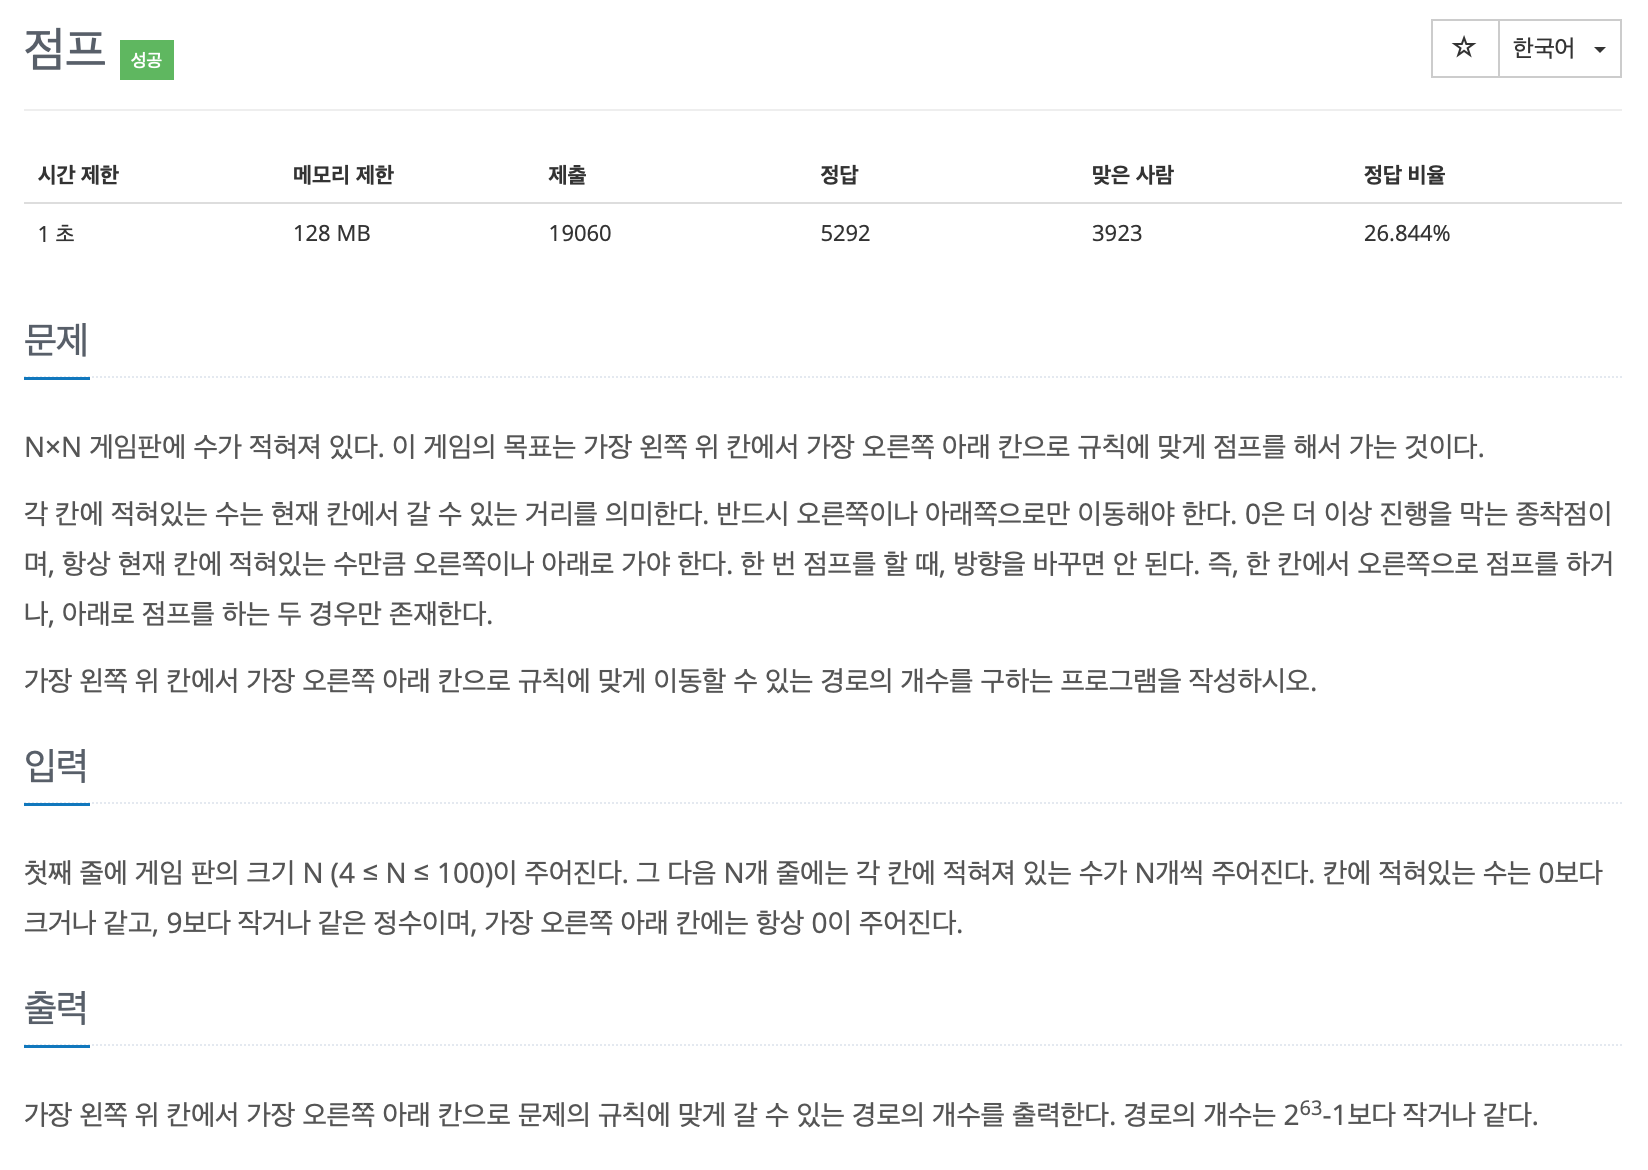 점프 성공
☆ 한국어
시간 제한 메모리 제한 제출 정답 맞은 사람 정답 비율
1 초 128 MB 19060 5292 3923 26.844%
문제
N×N 게임판에 수가 적혀져 있다. 이 게임의 목표는 가장 왼쪽 위 칸에서 가장 오른쪽 아래 칸으로 규칙에 맞게 점프를 해서 가는 것이다.
각 칸에 적혀있는 수는 현재 칸에서 갈 수 있는 거리를 의미한다. 반드시 오른쪽이나 아래쪽으로만 이동해야 한다. 0은 더 이상 진행을 막는 종착점이
며, 항상 현재 칸에 적혀있는 수만큼 오른쪽이나 아래로 가야 한다. 한 번 점프를 할 때, 방향을 바꾸면 안 된다. 즉, 한 칸에서 오른쪽으로 점프를 하거
나, 아래로 점프를 하는 두 경우만 존재한다.
가장 왼쪽 위 칸에서 가장 오른쪽 아래 칸으로 규칙에 맞게 이동할 수 있는 경로의 개수를 구하는 프로그램을 작성하시오.
입력
첫째 줄에 게임 판의 크기 N (4 ≤ N ≤ 100)이 주어진다. 그 다음 N개 줄에는 각 칸에 적혀져 있는 수가 N개씩 주어진다. 칸에 적혀있는 수는 0보다
크거나 같고, 9보다 작거나 같은 정수이며, 가장 오른쪽 아래 칸에는 항상 0이 주어진다.
출력
가장 왼쪽 위 칸에서 가장 오른쪽 아래 칸으로 문제의 규칙에 맞게 갈 수 있는 경로의 개수를 출력한다. 경로의 개수는 2⁶³-1보다 작거나 같다.